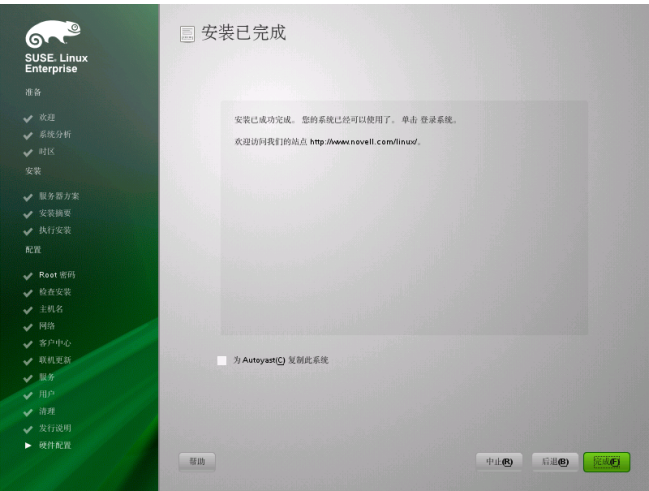 SUSE Linux
Enterprise
准备
欢迎
系统分析
时区
安装
服务器方案
安装摘要
执行安装
配置
Root 密码
检查安装
主机名
网络
客户中心
联机更新
服务
用户
清理
发行说明
硬件配置
安装已完成
安装已成功完成。 您的系统已经可以使用了。 单击 登录系统。
欢迎访问我们的站点 http://www.novell.com/linux/。
为 Autoyast(C) 复制此系统
帮助
中止(R)
后退(B)
完成(F)